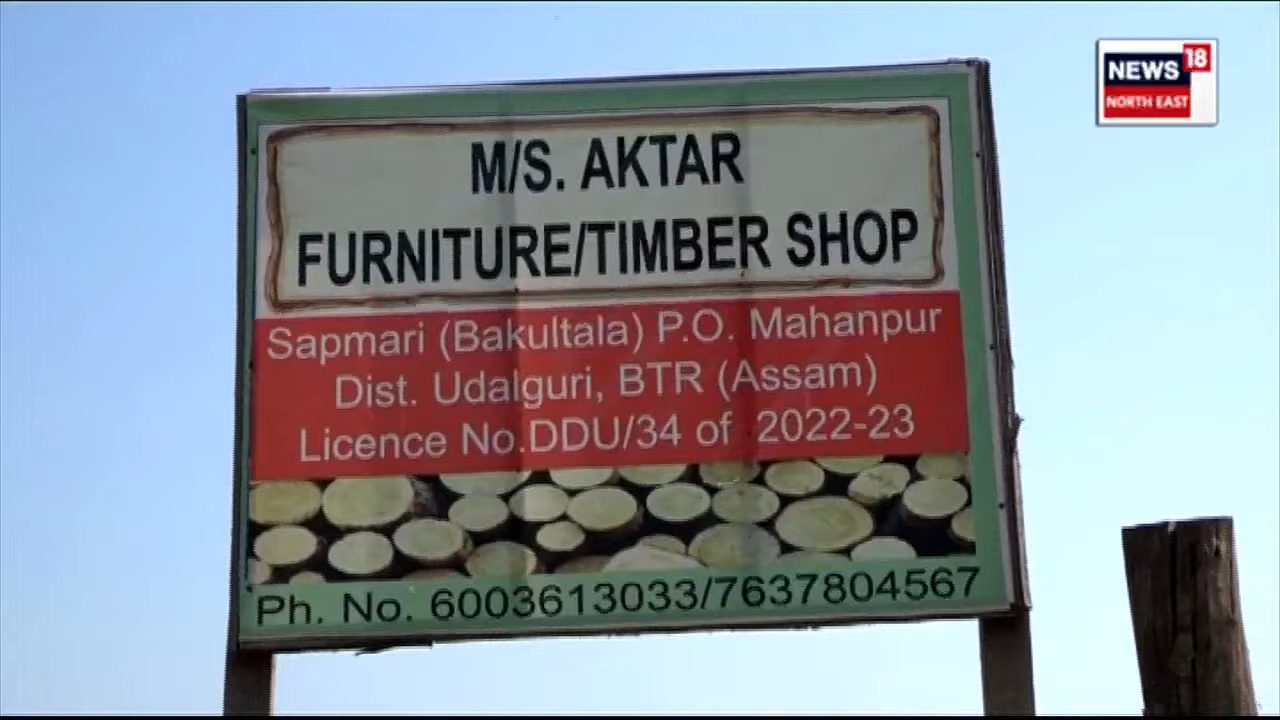 NEWS 18
NORTH EAST
M/S. AKTAR
FURNITURE/TIMBER SHOP
Sapmari (Bakultala) P.O. Mahanpur
Dist. Udalguri, BTR (Assam)
Licence No.DDU/34 of 2022-23
Ph. No. 6003613033/7637804567